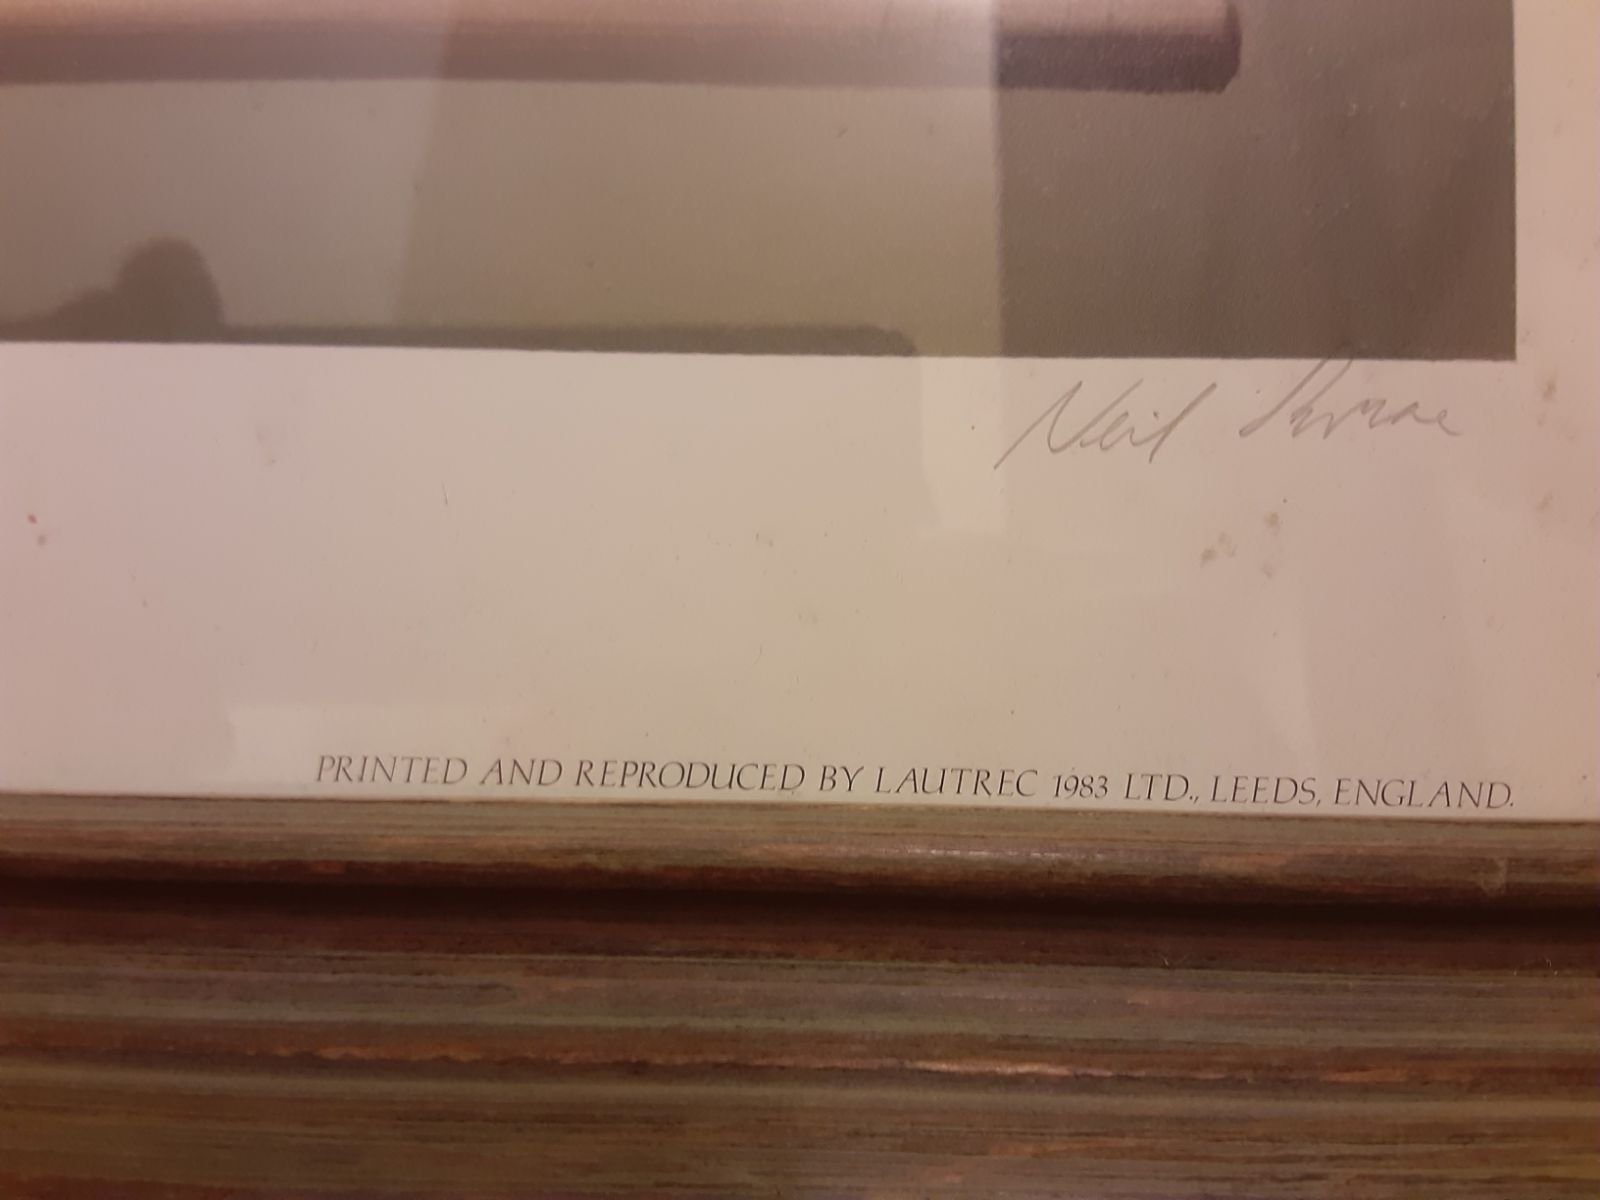 Neil
PRINTED AND REPRODUCED BY LAUTREC 1983 LTD., LEEDS, ENGLAND.